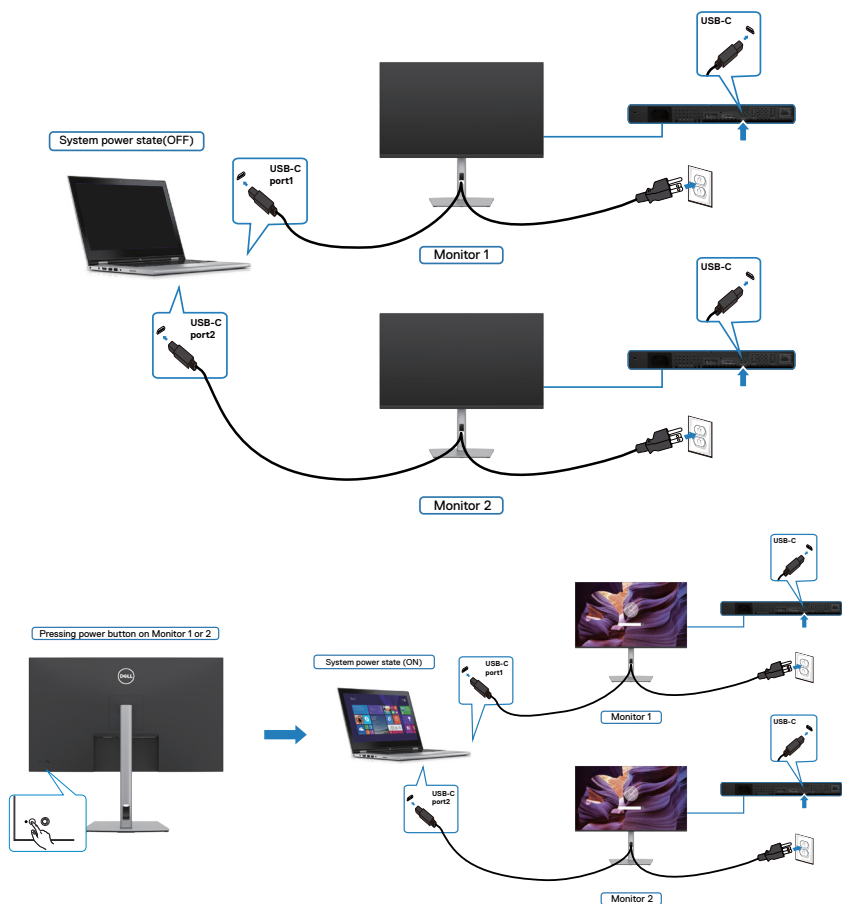 USB-C
System power state(OFF)
USB-C
port1
Monitor 1
USB-C
USB-C
port2
Monitor 2
USB-C
Pressing power button on Monitor 1 or 2
DELL
System power state (ON)
USB-C
port1
Monitor 1
USB-C
USB-C
port2
Monitor 2